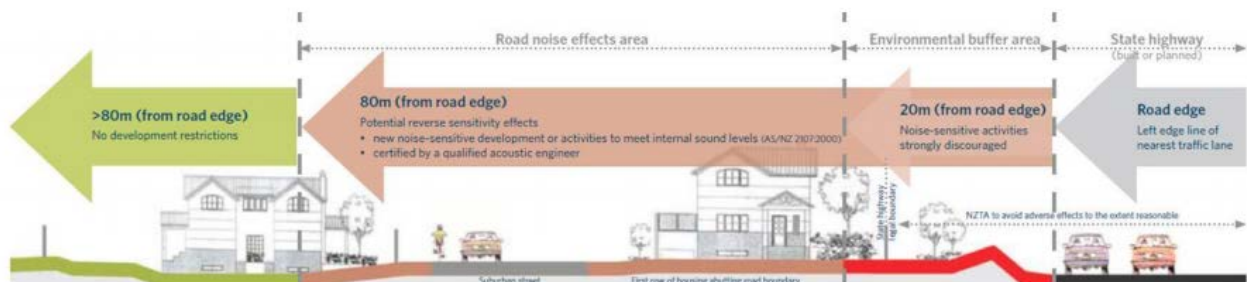 Road noise effects area
Environmental buffer area
State highway
(built or planned)
>80m (from road edge)
No development restrictions
80m (from road edge)
Potential reverse sensitivity effects
• new noise-sensitive development or activities to meet internal sound levels (AS/NZ 2107:2000)
• certified by a qualified acoustic engineer
20m (from road edge)
Noise-sensitive activities
strongly discouraged
Road edge
Left edge line of
nearest traffic lane
State highway
legal boundary
NZTA to avoid adverse effects to the extent reasonable
Suburban street
First row of housing abutting road boundary